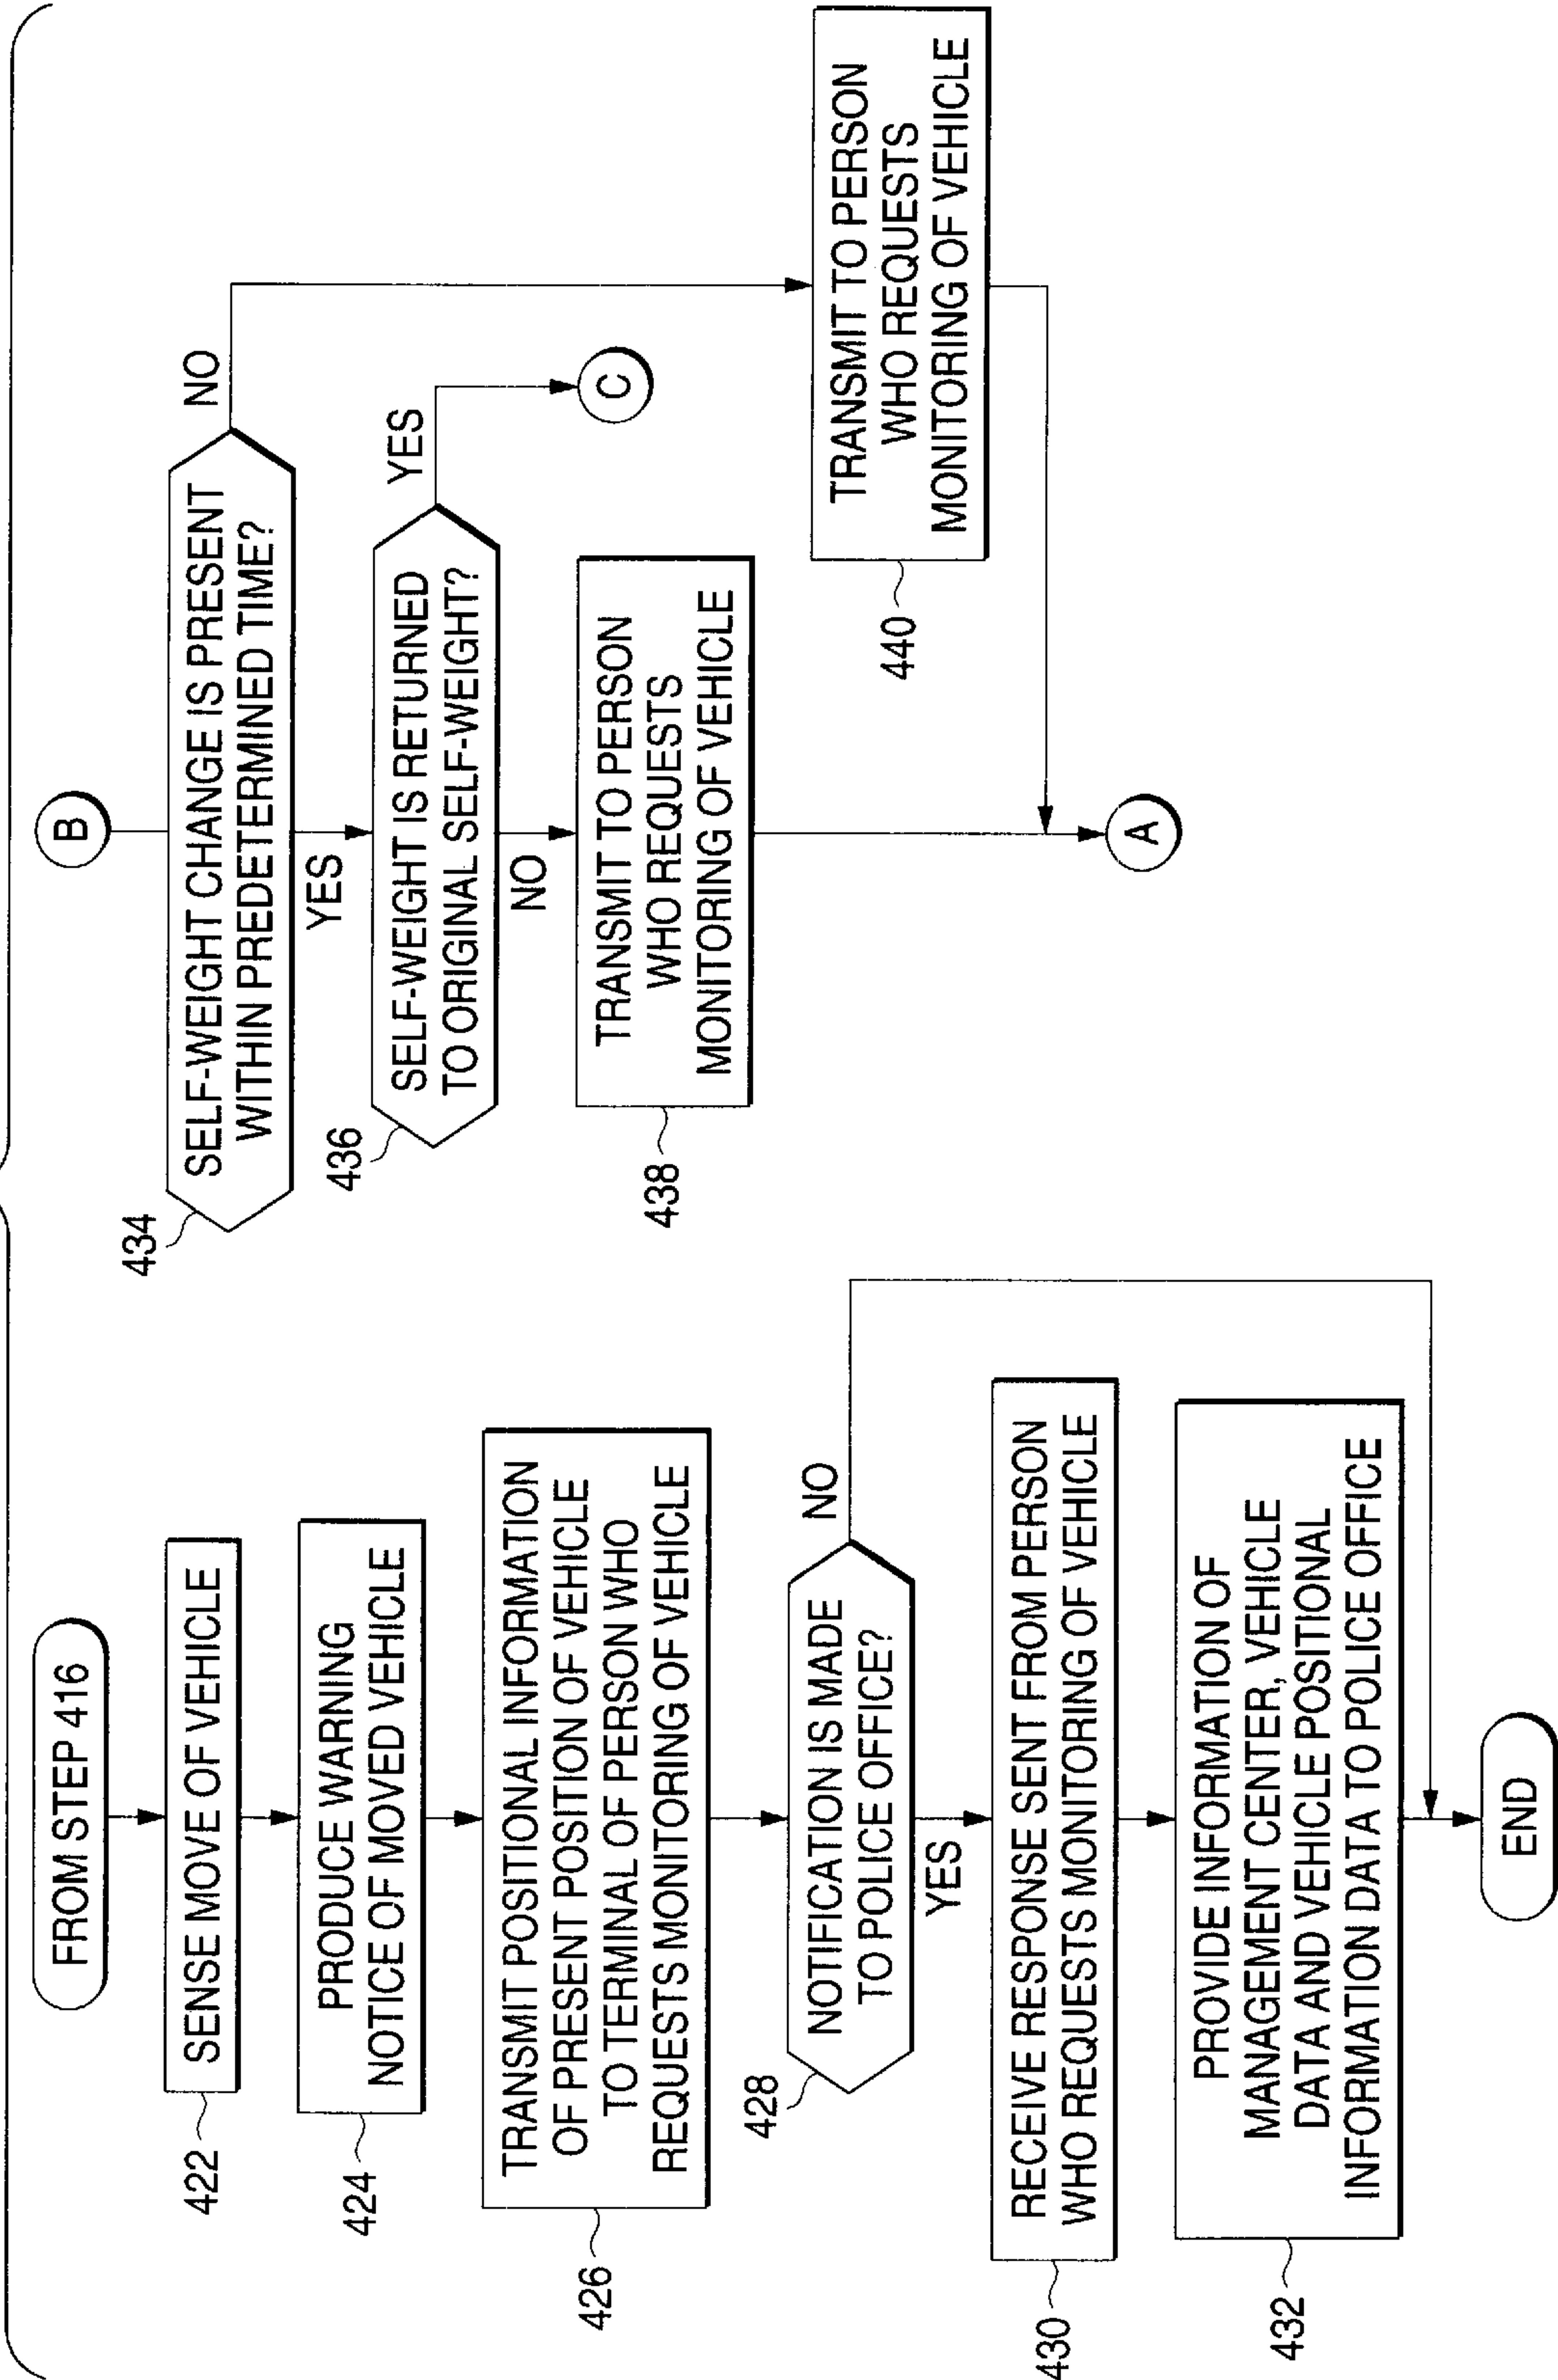 FROM STEP 416
422
SENSE MOVE OF VEHICLE
424
PRODUCE WARNING
NOTICE OF MOVED VEHICLE
426
TRANSMIT POSITIONAL INFORMATION
OF PRESENT POSITION OF VEHICLE
TO TERMINAL OF PERSON WHO
REQUESTS MONITORING OF VEHICLE
428
NOTIFICATION IS MADE
TO POLICE OFFICE?
NO
YES
430
RECEIVE RESPONSE SENT FROM PERSON
WHO REQUESTS MONITORING OF VEHICLE
432
PROVIDE INFORMATION OF
MANAGEMENT CENTER, VEHICLE
DATA AND VEHICLE POSITIONAL
INFORMATION DATA TO POLICE OFFICE
END
B
434
SELF-WEIGHT CHANGE IS PRESENT
WITHIN PREDETERMINED TIME?
NO
YES
436
SELF-WEIGHT IS RETURNED
TO ORIGINAL SELF-WEIGHT?
YES
NO
C
438
TRANSMIT TO PERSON
WHO REQUESTS
MONITORING OF VEHICLE
440
TRANSMIT TO PERSON
WHO REQUESTS
MONITORING OF VEHICLE
A